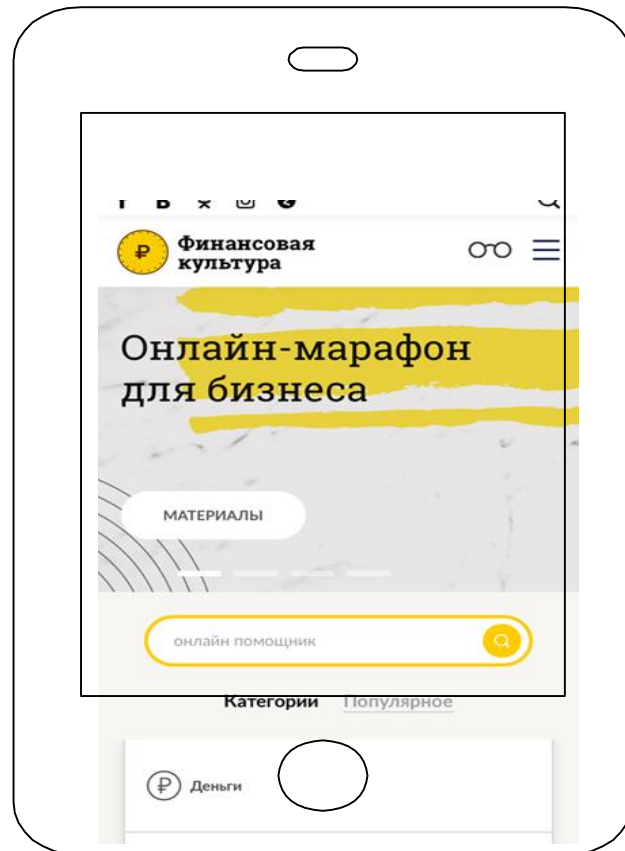 Финансовая
культура
Онлайн-марафон
для бизнеса
МАТЕРИАЛЫ
онлайн помощник
Категории Популярное
Деньги